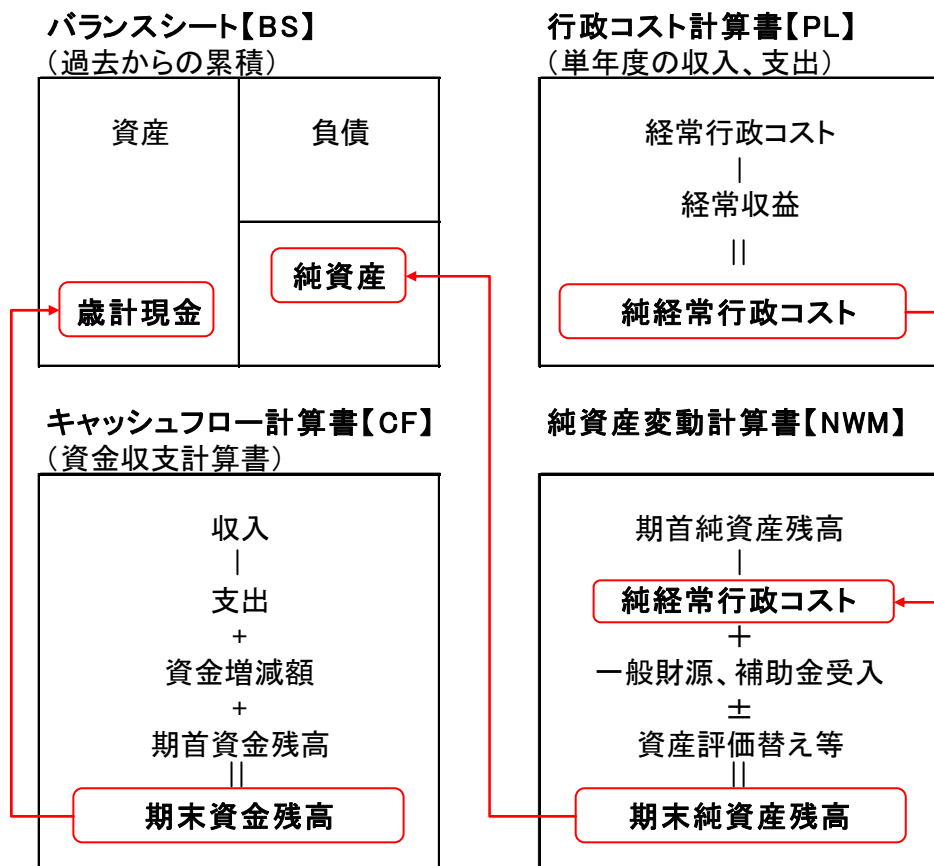 バランスシート【BS】
（過去からの累積）
資産
負債
純資産
歳計現金
行政コスト計算書【PL】
（単年度の収入、支出）
経常行政コスト
｜
経常収益
||
純経常行政コスト
キャッシュフロー計算書【CF】
（資金収支計算書）
収入
｜
支出
+
資金増減額
+
期首資金残高
||
期末資金残高
純資産変動計算書【NWM】
期首純資産残高
｜
純経常行政コスト
＋
一般財源、補助金受入
±
資産評価替え等
||
期末純資産残高